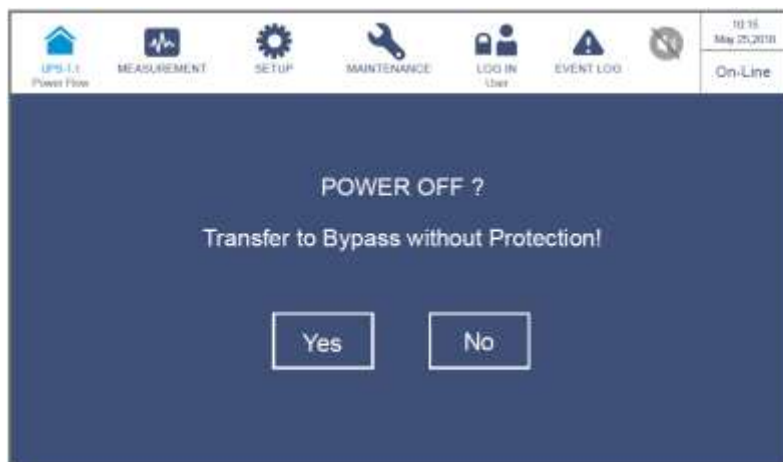 10:15
May 25,2018
UPS-1.1
Power Flow
MEASUREMENT
SETUP
MAINTENANCE
LOG IN
User
EVENT LOG
On-Line
POWER OFF ?
Transfer to Bypass without Protection!
Yes
No